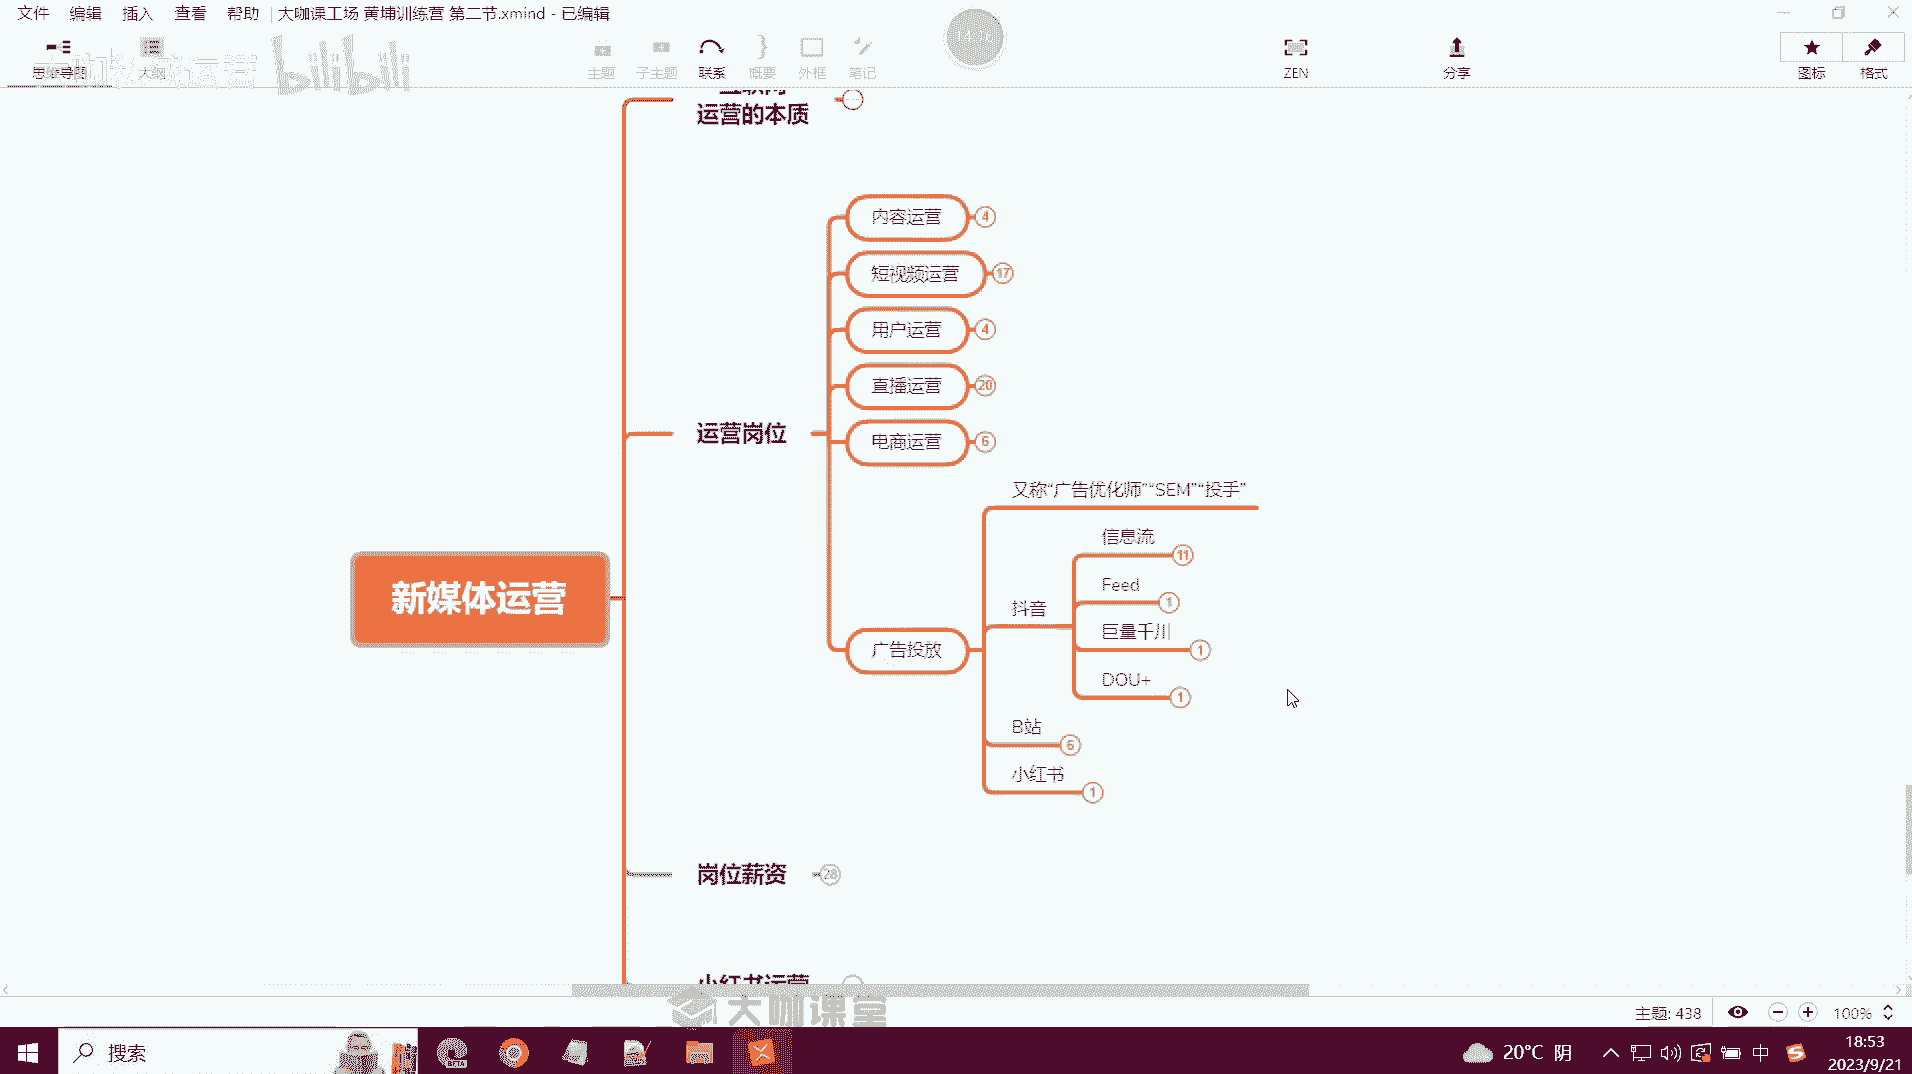 文件 编辑 插入 查看 帮助 大咖课工场 黄埔训练营 第二节.xmind - 已编辑
思维导图 大纲 主题 子主题 联系 概要 外框 笔记 ZEN 分享 图标 格式
bilibili
14:16
运营的本质
内容运营 4
短视频运营 17
用户运营 4
直播运营 20
运营岗位
电商运营 6
又称“广告优化师”“SEM”“投手”
信息流 11
Feed 1
新媒体运营
抖音
巨量千川 1
广告投放
DOU+ 1
B站 6
小红书 1
岗位薪资 28
小红书运营
大咖课堂
主题: 438 100%
搜索
BETA
20°C 阴
中
18:53
2023/9/21